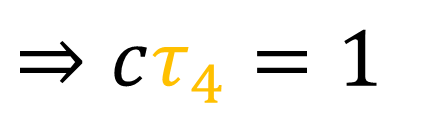 ⇒ cτ₄ = 1